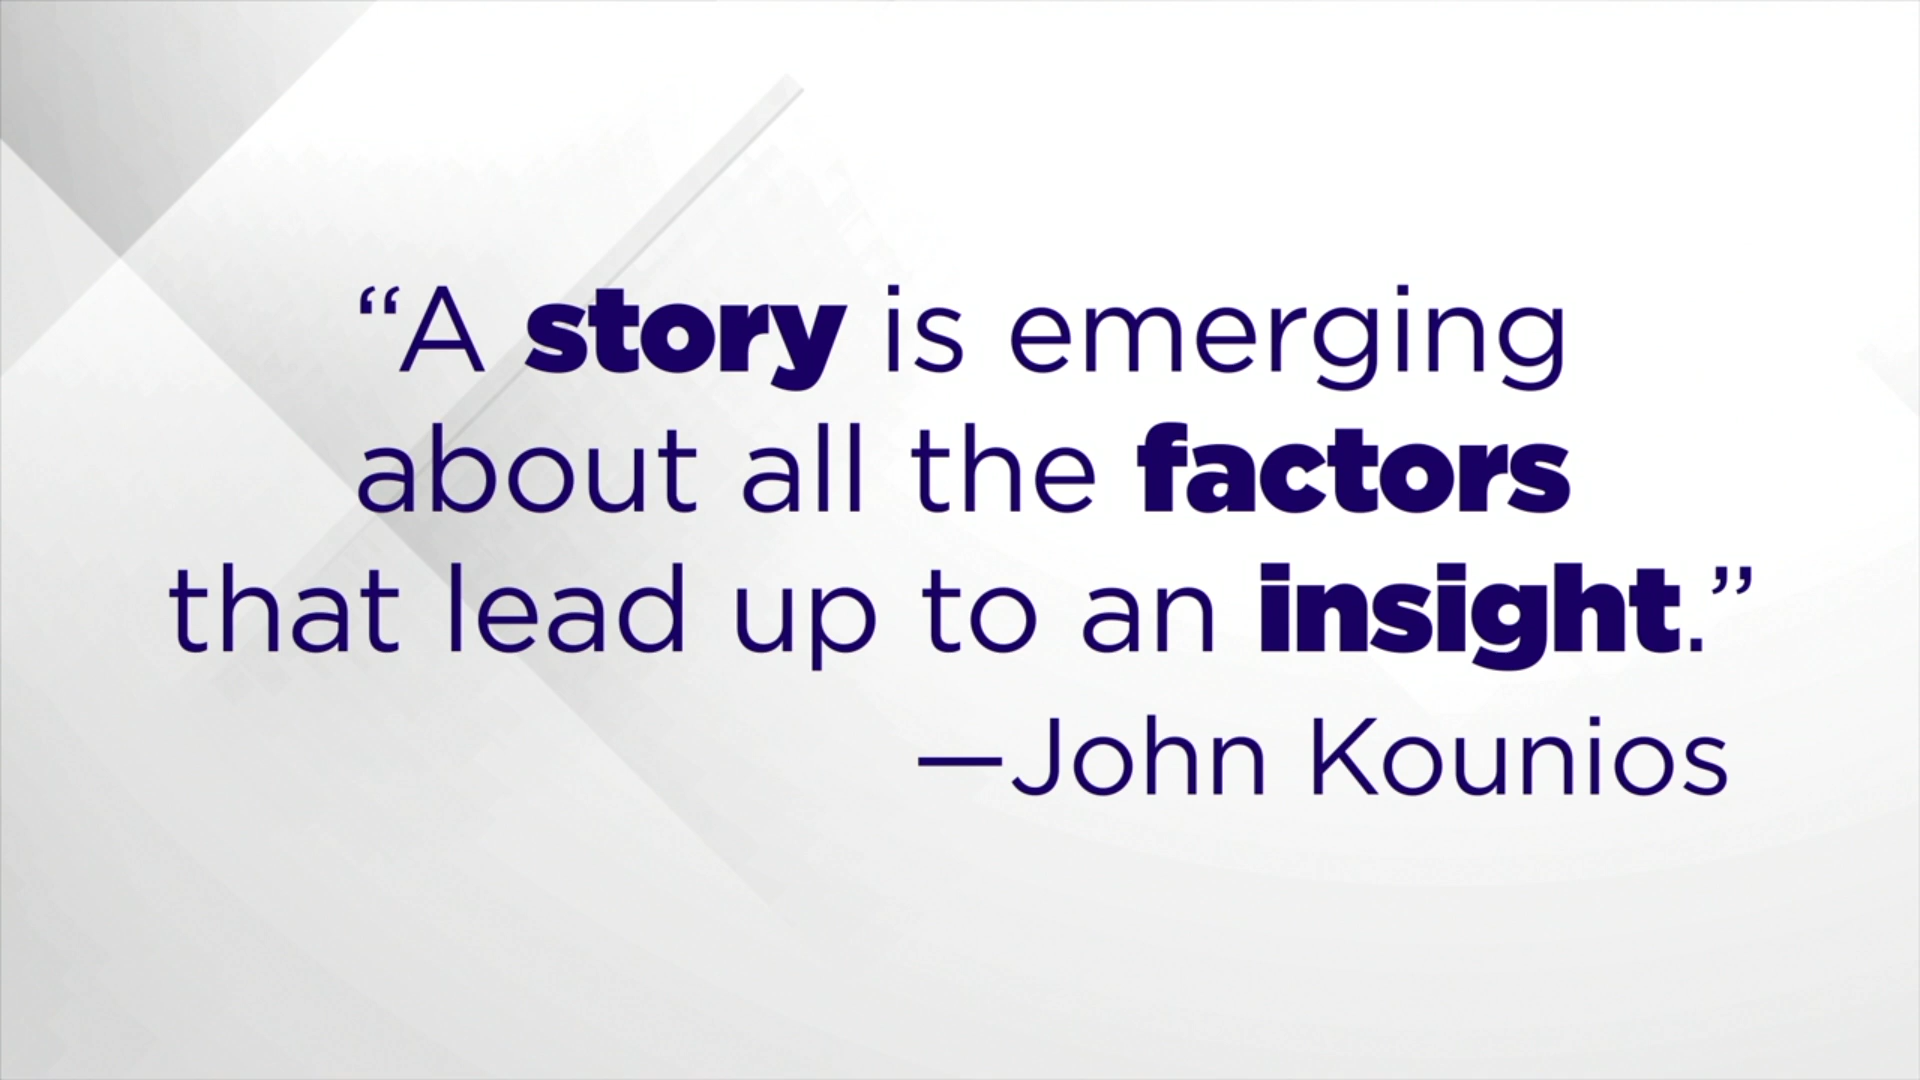 “A story is emerging
about all the factors
that lead up to an insight.”
—John Kounios